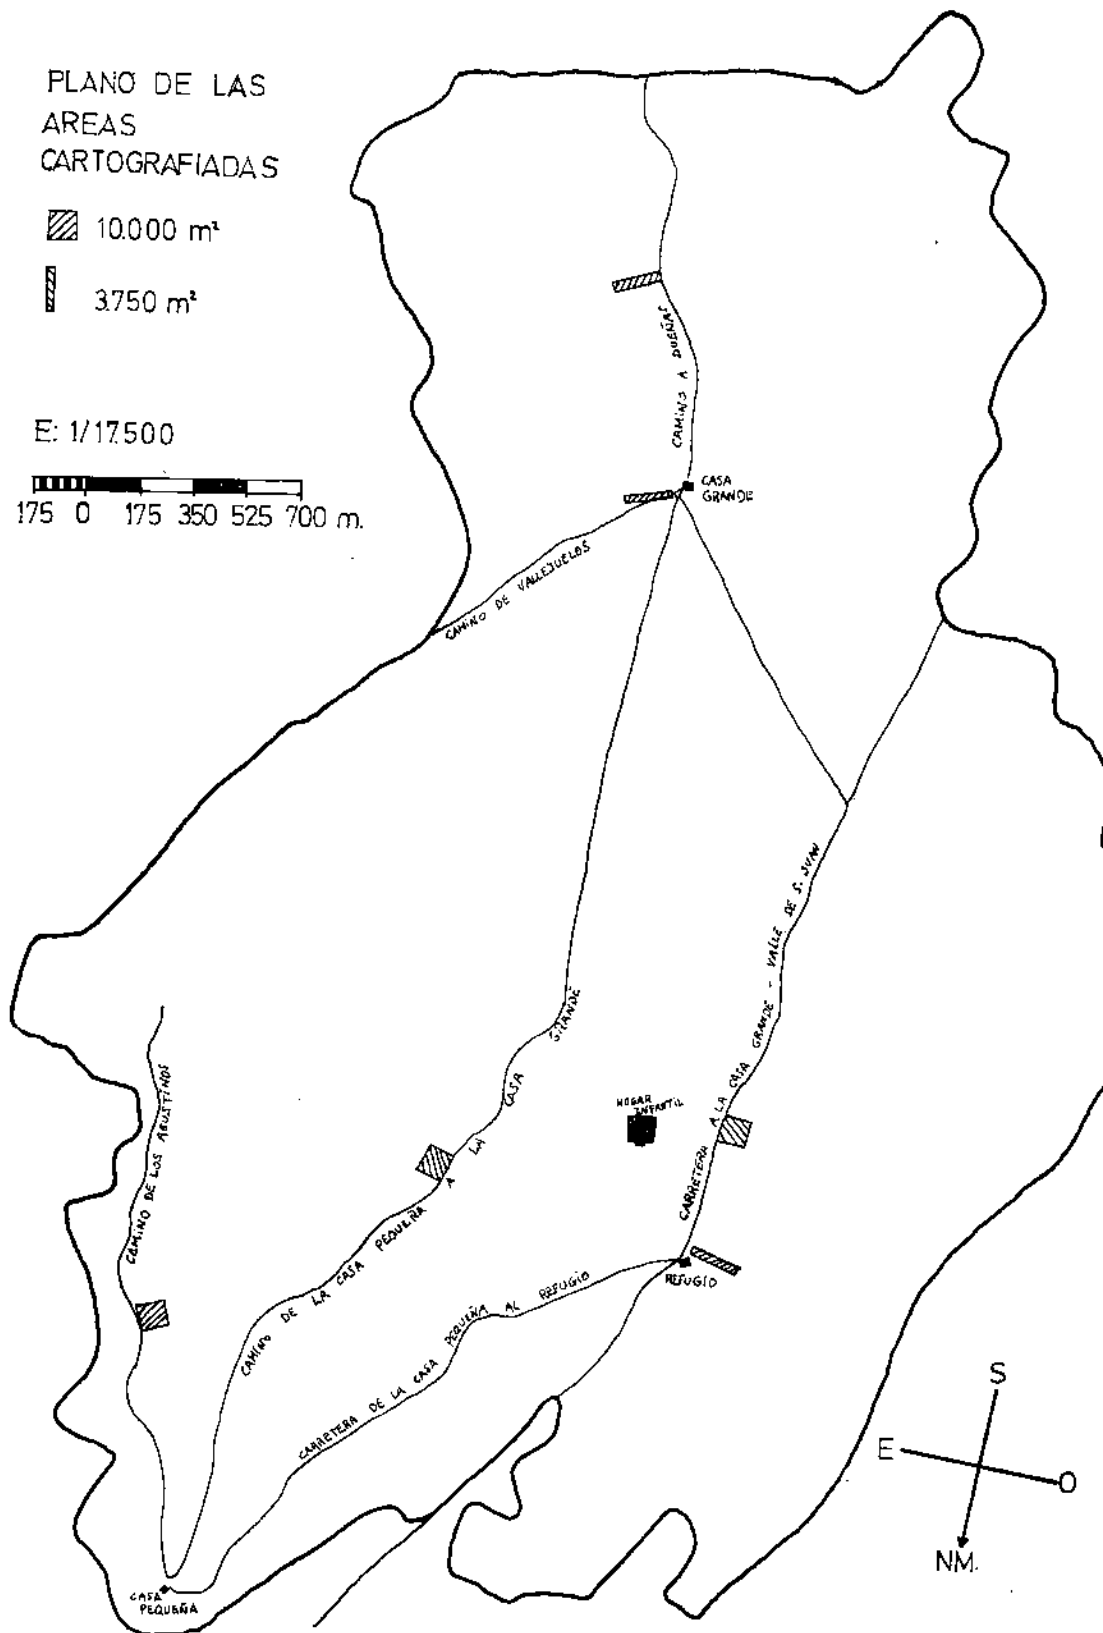 PLANO DE LAS
AREAS
CARTOGRAFIADAS
10.000 m²
3.750 m²
E: 1/17.500
175 0 175 350 525 700 m.
CAMINO A DUEÑAS
CASA
GRANDE
CAMINO DE VALLEJUELOS
CARRETERA A LA CASA GRANDE - VALLE DE S. JUAN
CAMINO DE LA CASA PEQUEÑA A LA CASA GRANDE
HOGAR
INFANTIL
CAMINO DE LOS AGUSTINOS
REFUGIO
CARRETERA DE LA CASA PEQUEÑA AL REFUGIO
CASA
PEQUEÑA
S
E
O
NM.